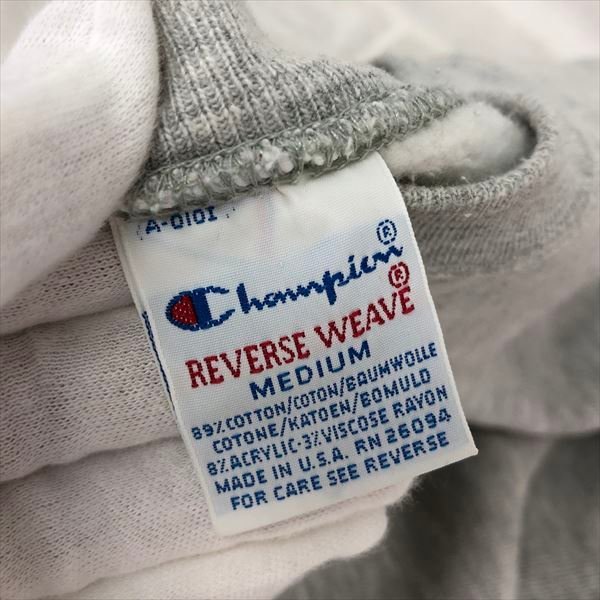 A-0101
Champion®
REVERSE WEAVE®
MEDIUM
89% COTTON/COTON/BAUMWOLLE
COTONE/KATOEN/BOMULD
8% ACRYLIC-3% VISCOSE RAYON
MADE IN U.S.A. RN 26094
FOR CARE SEE REVERSE